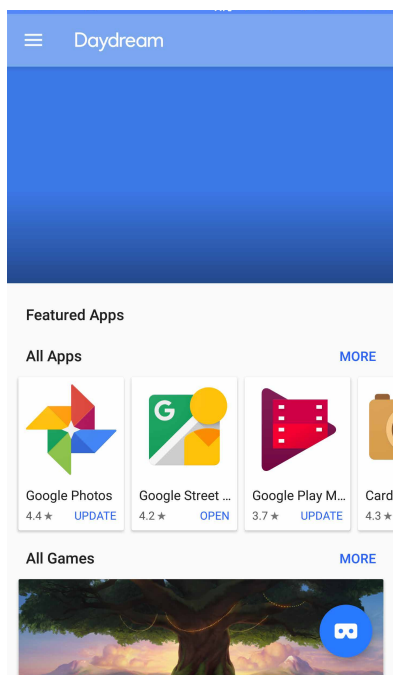 Daydream
Featured Apps
All Apps
MORE
Google Photos
Google Street ...
Google Play M...
Card
4.4 ★ UPDATE
4.2 ★ OPEN
3.7 ★ UPDATE
4.3 ★
All Games
MORE